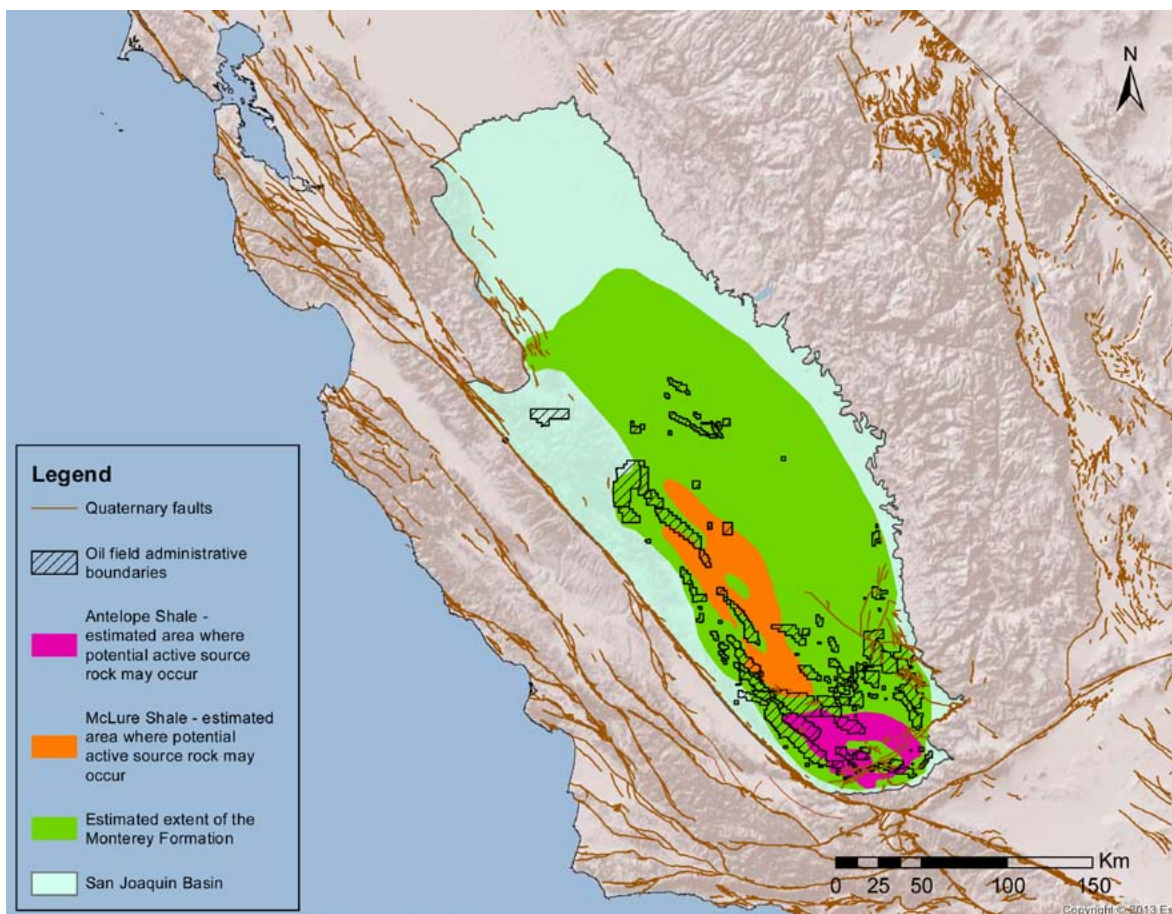 N
Legend
Quaternary faults
Oil field administrative
boundaries
Antelope Shale -
estimated area where
potential active source
rock may occur
McLure Shale - estimated
area where potential
active source rock may
occur
Estimated extent of the
Monterey Formation
San Joaquin Basin
Km
0 25 50 100 150
Copyright © 2013 E